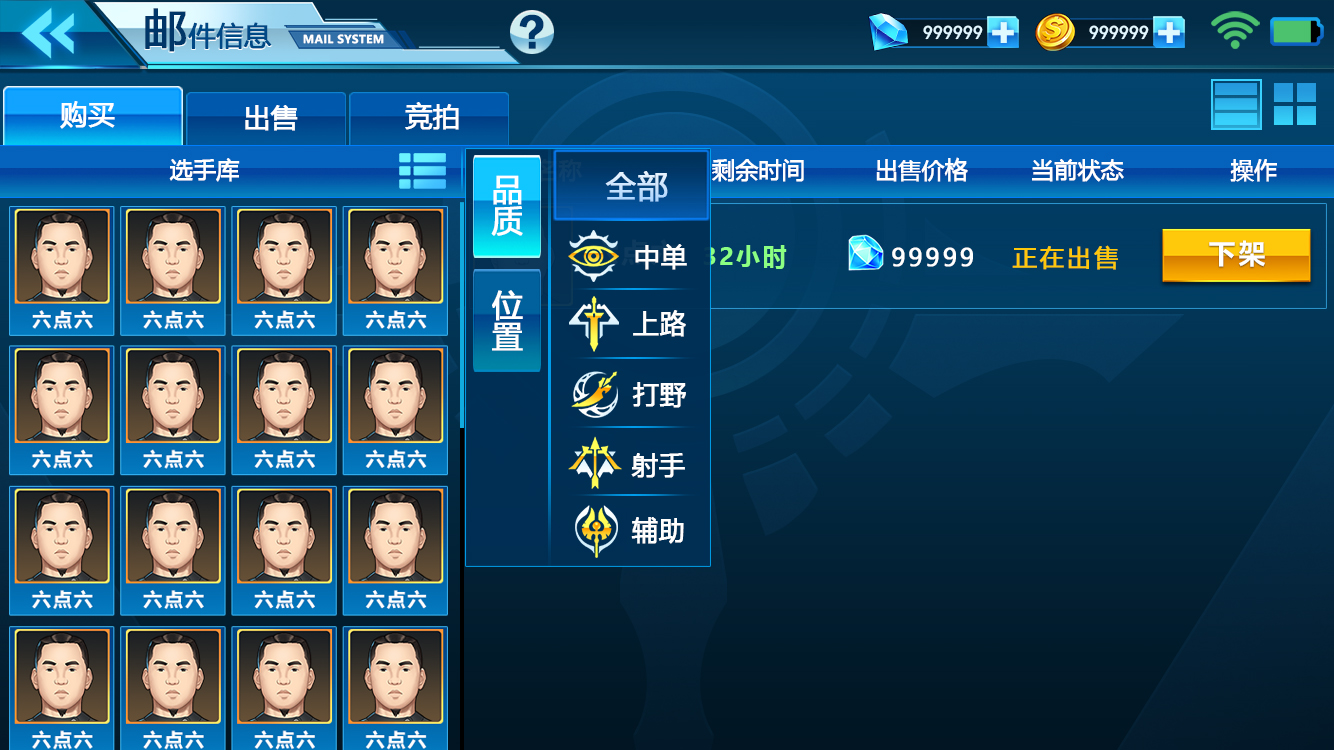 邮件信息
MAIL SYSTEM
?
999999
999999
购买
出售
竞拍
选手库
剩余时间
出售价格
当前状态
操作
品质
位置
全部
中单
上路
打野
射手
辅助
32小时
99999
正在出售
下架
六点六 六点六 六点六 六点六
六点六 六点六 六点六 六点六
六点六 六点六 六点六 六点六
六点六 六点六 六点六 六点六